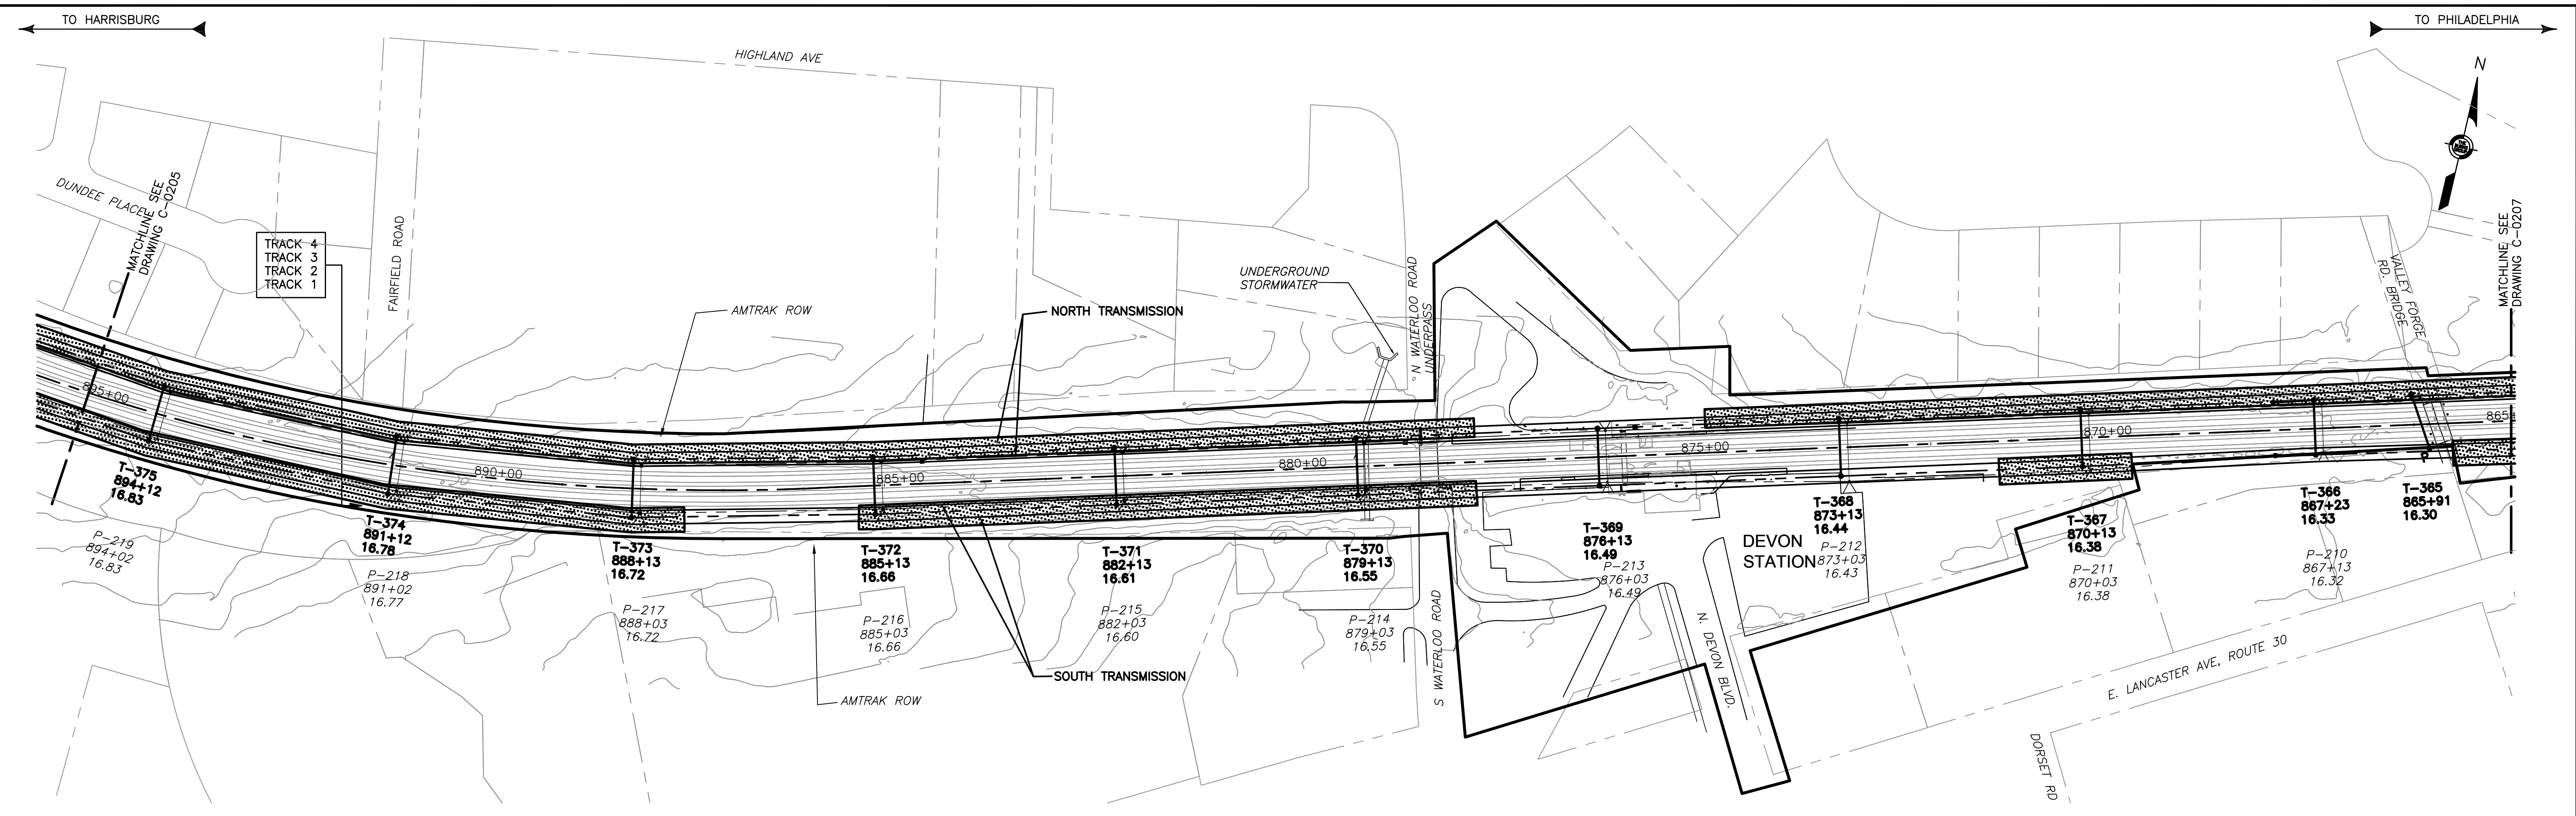 TO HARRISBURG
TO PHILADELPHIA
HIGHLAND AVE
N
DUNDEE PLACE
MATCHLINE SEE
DRAWING C-0205
TRACK 4
TRACK 3
TRACK 2
TRACK 1
FAIRFIELD ROAD
AMTRAK ROW
NORTH TRANSMISSION
UNDERGROUND
STORMWATER
N WATERLOO ROAD
UNDERPASS
VALLEY FORGE
RD. BRIDGE
MATCHLINE SEE
DRAWING C-0207
895+00
890+00
885+00
880+00
875+00
870+00
865+
T-375
894+12
16.83
T-374
891+12
16.78
T-373
888+13
16.72
T-372
885+13
16.66
T-371
882+13
16.61
T-370
879+13
16.55
T-369
876+13
16.49
T-368
873+13
16.44
T-367
870+13
16.38
T-366
867+23
16.33
T-365
865+91
16.30
DEVON
STATION
P-219
894+02
16.83
P-218
891+02
16.77
P-217
888+03
16.72
P-216
885+03
16.66
P-215
882+03
16.60
P-214
879+03
16.55
P-213
876+03
16.49
P-212
873+03
16.43
P-211
870+03
16.38
P-210
867+13
16.32
SOUTH TRANSMISSION
AMTRAK ROW
S WATERLOO ROAD
N. DEVON BLVD.
E. LANCASTER AVE, ROUTE 30
DORSET RD